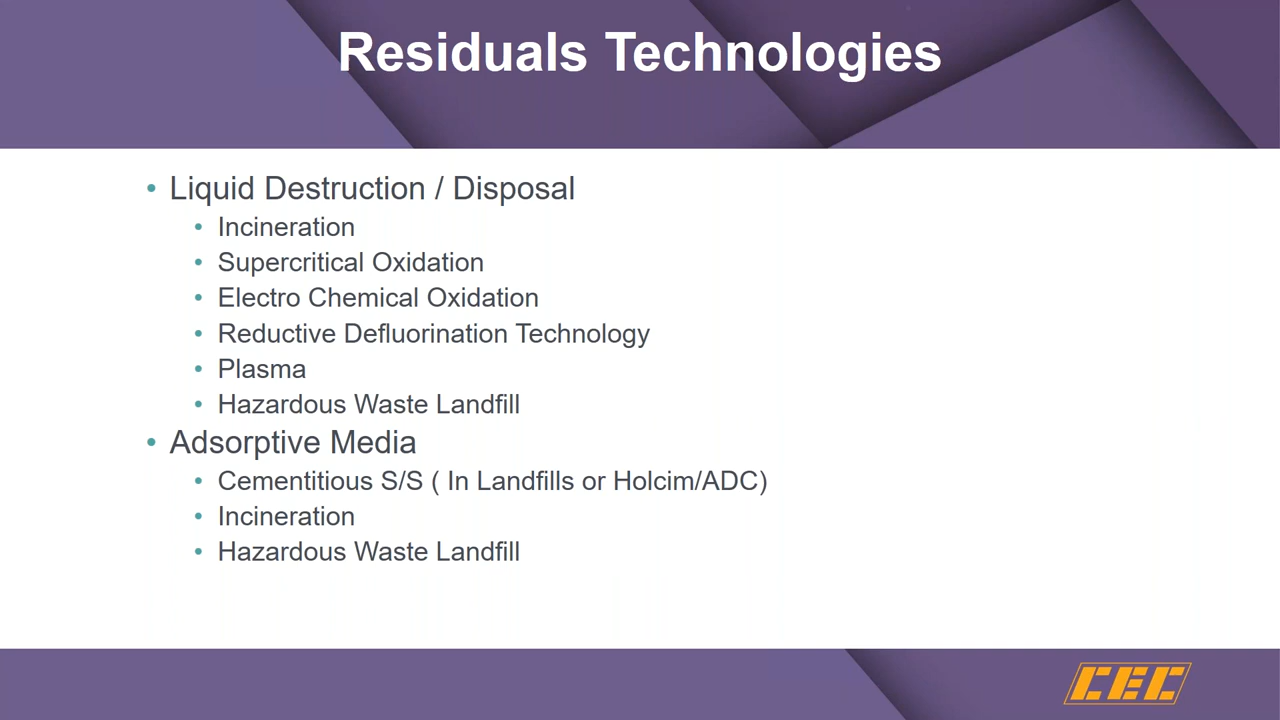 Residuals Technologies
• Liquid Destruction / Disposal
• Incineration
• Supercritical Oxidation
• Electro Chemical Oxidation
• Reductive Defluorination Technology
• Plasma
• Hazardous Waste Landfill
• Adsorptive Media
• Cementitious S/S ( In Landfills or Holcim/ADC)
• Incineration
• Hazardous Waste Landfill
CEC